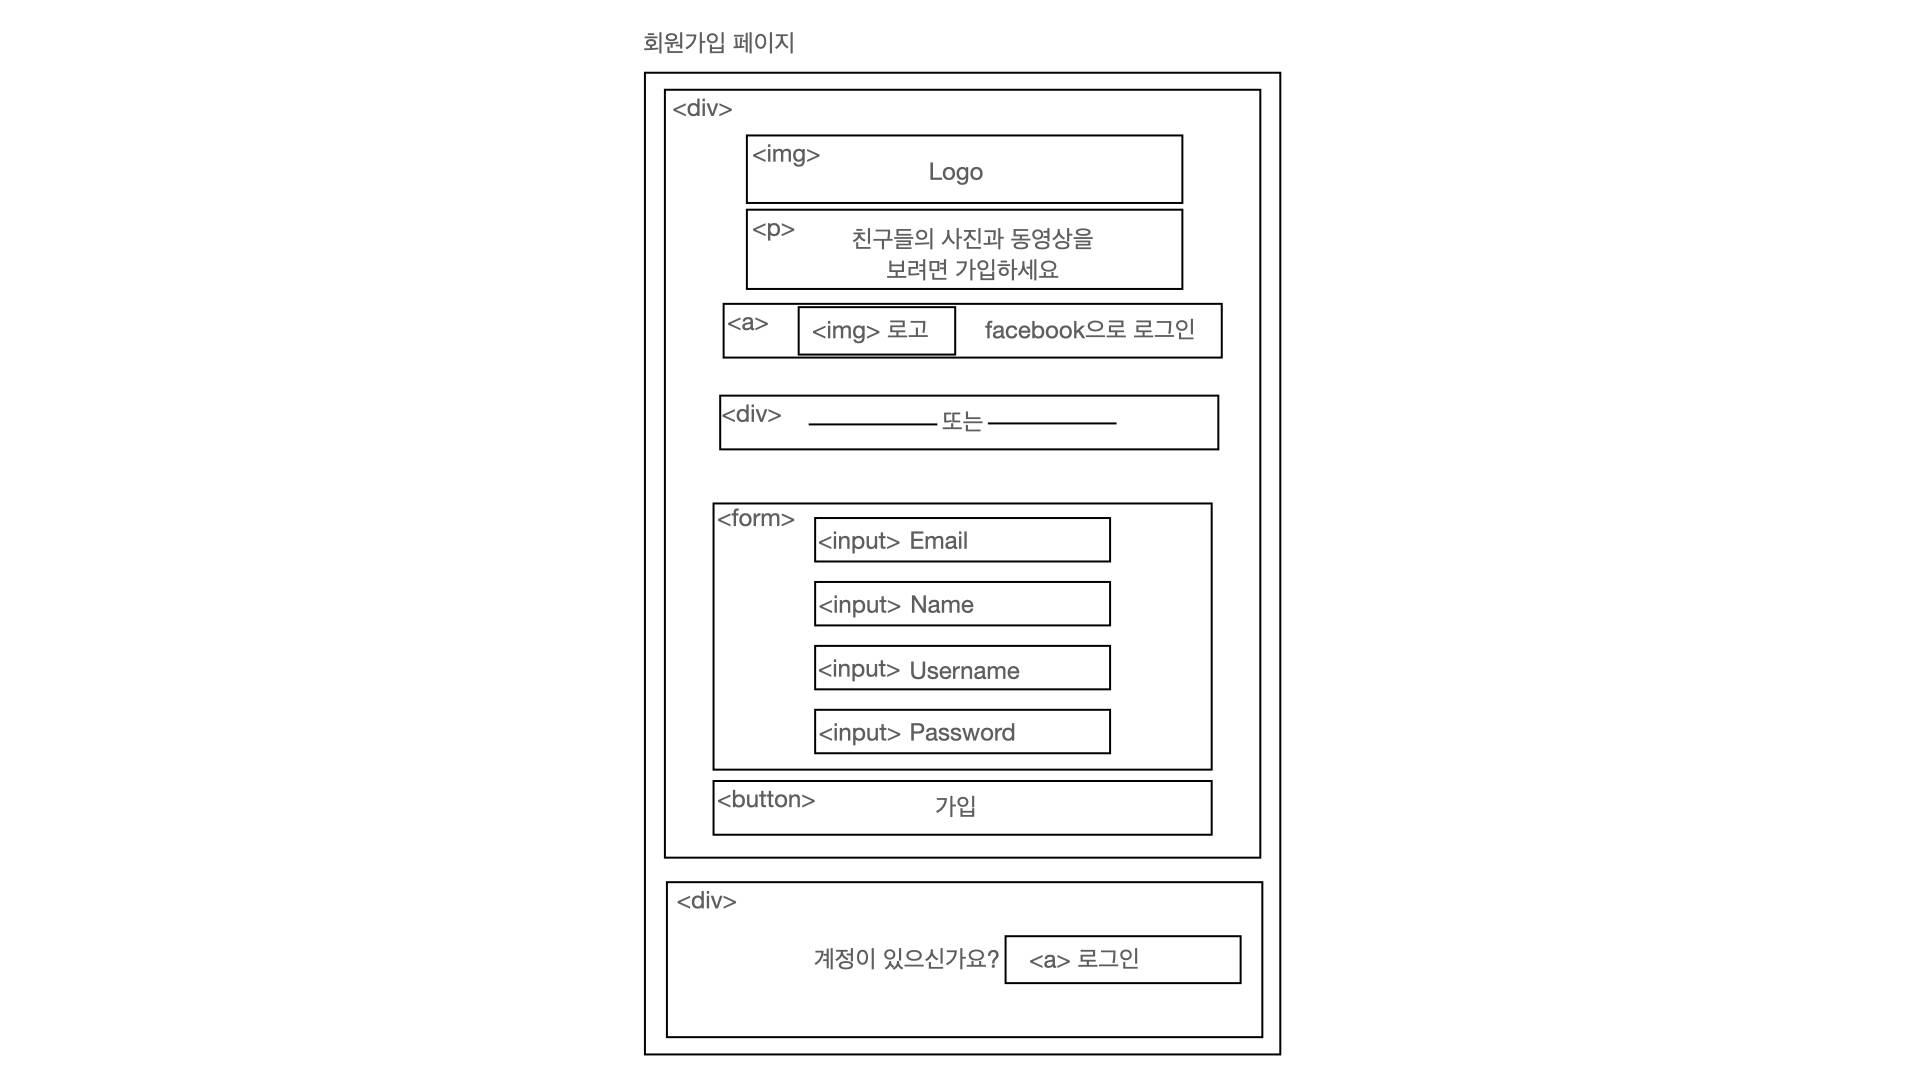 회원가입 페이지
<div>
<img>
Logo
<p>
친구들의 사진과 동영상을
보려면 가입하세요
<a>
<img> 로고
facebook으로 로그인
<div>
또는
<form>
<input> Email
<input> Name
<input> Username
<input> Password
<button>
가입
<div>
계정이 있으신가요?
<a> 로그인